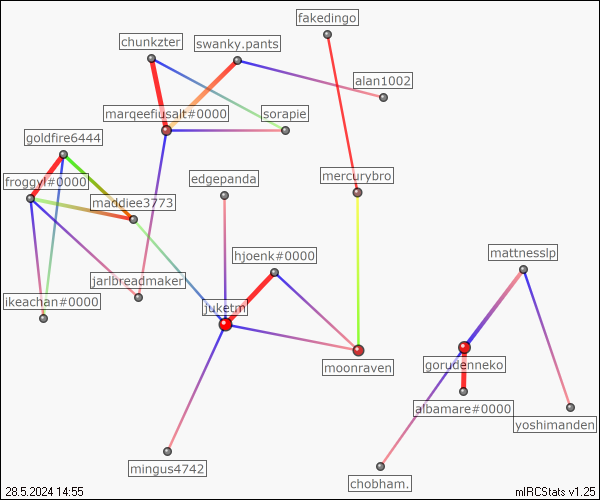 fakedingo
chunkzter
swanky.pants
alan1002
marqeefiusalt#0000
sorapie
goldfire6444
froggyl#0000
edgepanda
mercurybro
maddiee3773
mattnesslp
hjoenk#0000
jarlbreadmaker
ikeachan#0000
juketm
moonraven
gorudenneko
albamare#0000
yoshimanden
mingus4742
chobham.
28.5.2024 14:55
mIRCStats v1.25